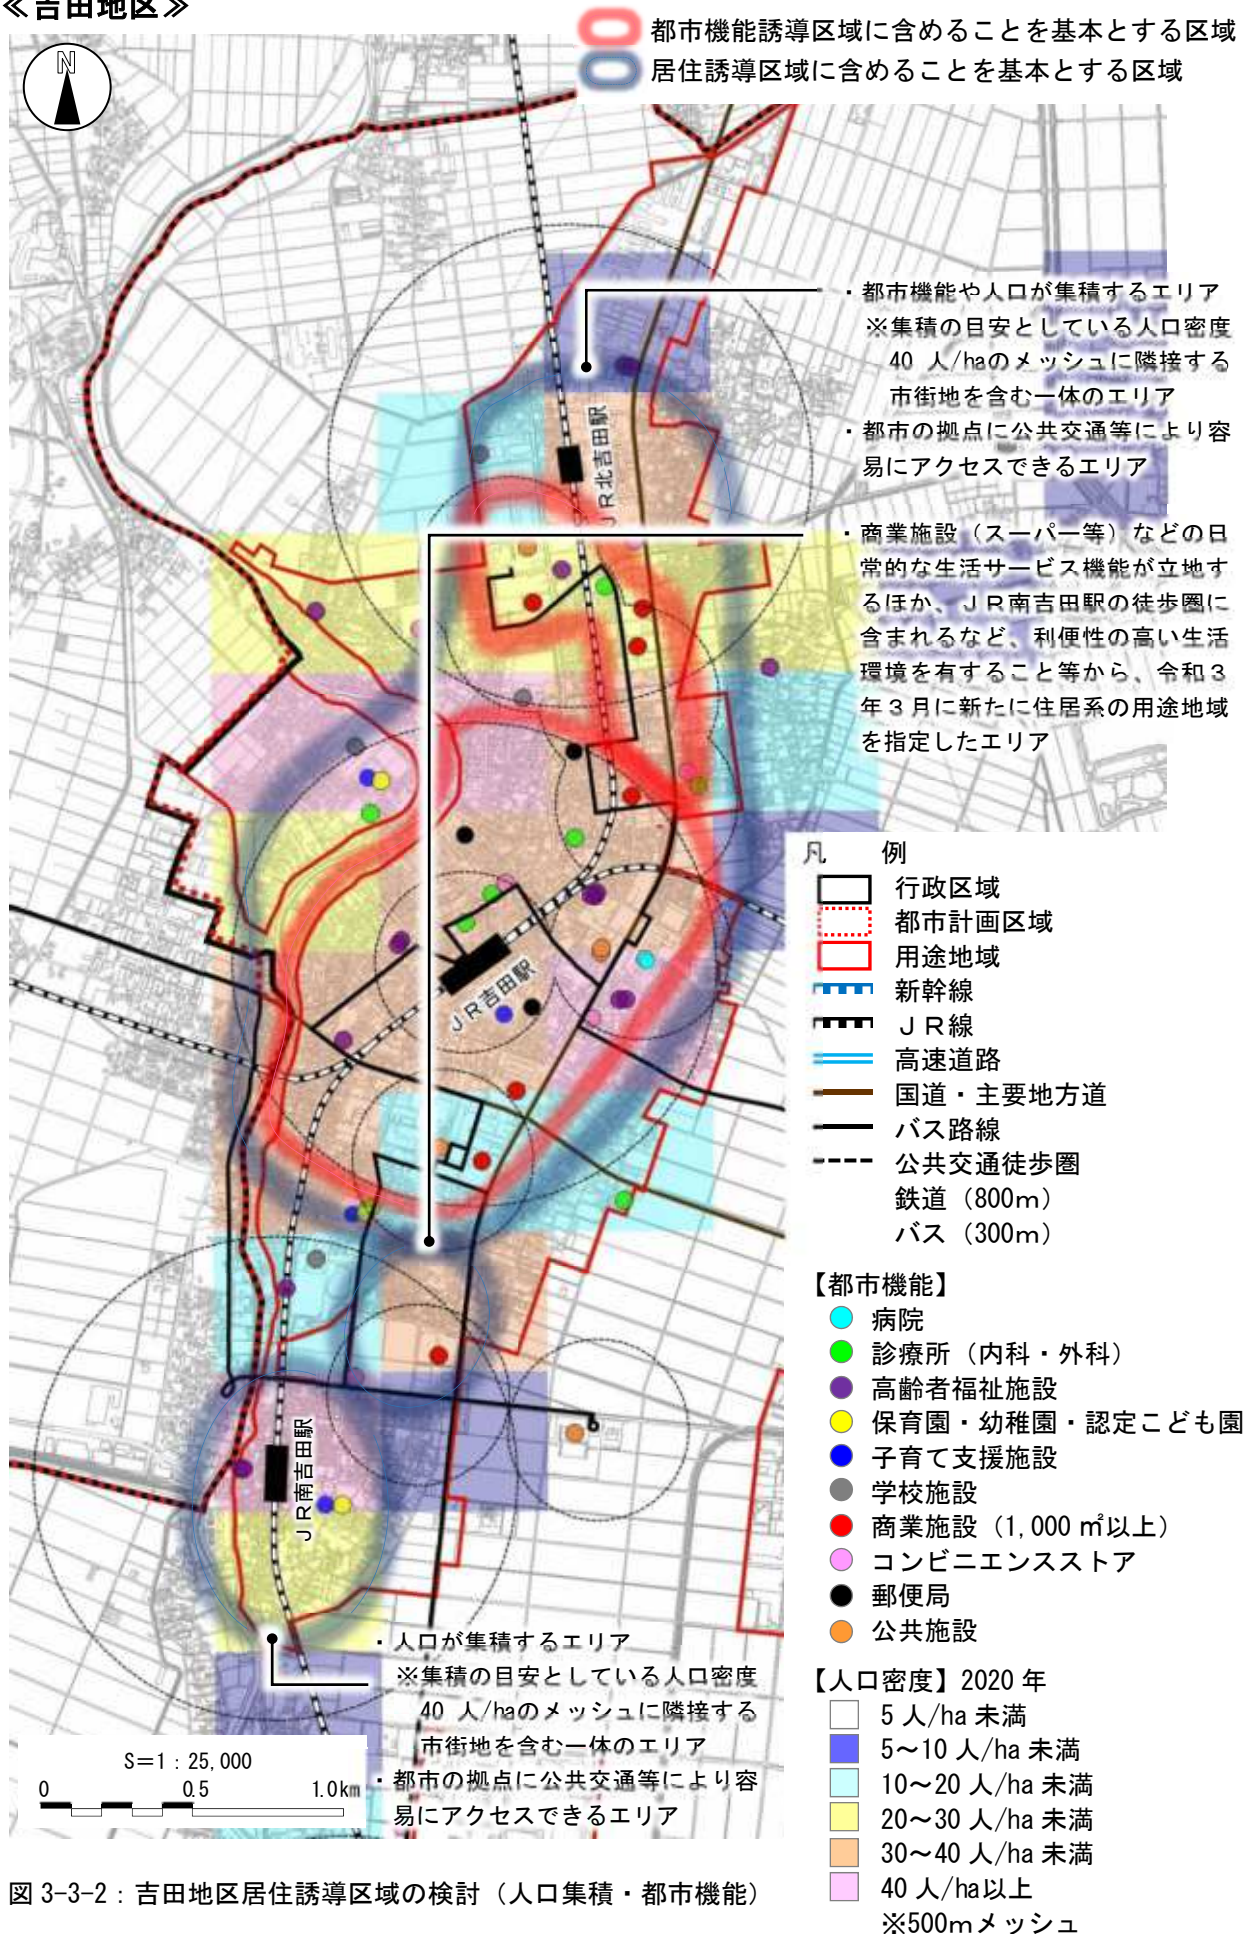 ≪吉田地区≫
都市機能誘導区域に含めることを基本とする区域
居住誘導区域に含めることを基本とする区域
N
・都市機能や人口が集積するエリア
※集積の目安としている人口密度
40 人/haのメッシュに隣接する
市街地を含む一体のエリア
・都市の拠点に公共交通等により容
易にアクセスできるエリア
ＪＲ北吉田駅
・商業施設（スーパー等）などの日
常的な生活サービス機能が立地す
るほか、ＪＲ南吉田駅の徒歩圏に
含まれるなど、利便性の高い生活
環境を有すること等から、令和３
年３月に新たに住居系の用途地域
を指定したエリア
ＪＲ吉田駅
ＪＲ南吉田駅
凡　例
行政区域
都市計画区域
用途地域
新幹線
ＪＲ線
高速道路
国道・主要地方道
バス路線
公共交通徒歩圏
鉄道（800ｍ）
バス（300ｍ）
【都市機能】
病院
診療所（内科・外科）
高齢者福祉施設
保育園・幼稚園・認定こども園
子育て支援施設
学校施設
商業施設（1,000 ㎡以上）
コンビニエンスストア
郵便局
公共施設
【人口密度】2020 年
5 人/ha 未満
5～10 人/ha 未満
10～20 人/ha 未満
20～30 人/ha 未満
30～40 人/ha 未満
40 人/ha以上
※500ｍメッシュ
・人口が集積するエリア
※集積の目安としている人口密度
40 人/haのメッシュに隣接する
市街地を含む一体のエリア
・都市の拠点に公共交通等により容
易にアクセスできるエリア
S＝1：25,000
0 0.5 1.0km
図 3-3-2：吉田地区居住誘導区域の検討（人口集積・都市機能）